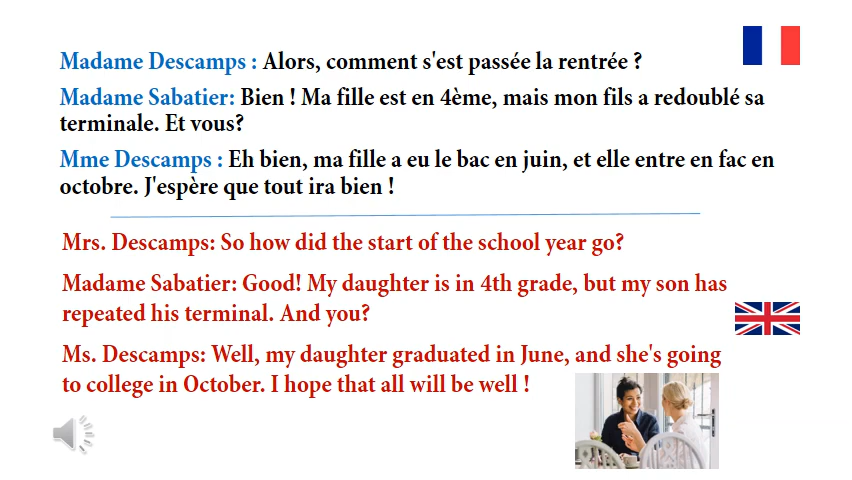 Madame Descamps : Alors, comment s'est passée la rentrée ?
Madame Sabatier: Bien ! Ma fille est en 4ème, mais mon fils a redoublé sa
terminale. Et vous?
Mme Descamps : Eh bien, ma fille a eu le bac en juin, et elle entre en fac en
octobre. J'espère que tout ira bien !
Mrs. Descamps: So how did the start of the school year go?
Madame Sabatier: Good! My daughter is in 4th grade, but my son has
repeated his terminal. And you?
Ms. Descamps: Well, my daughter graduated in June, and she's going
to college in October. I hope that all will be well !